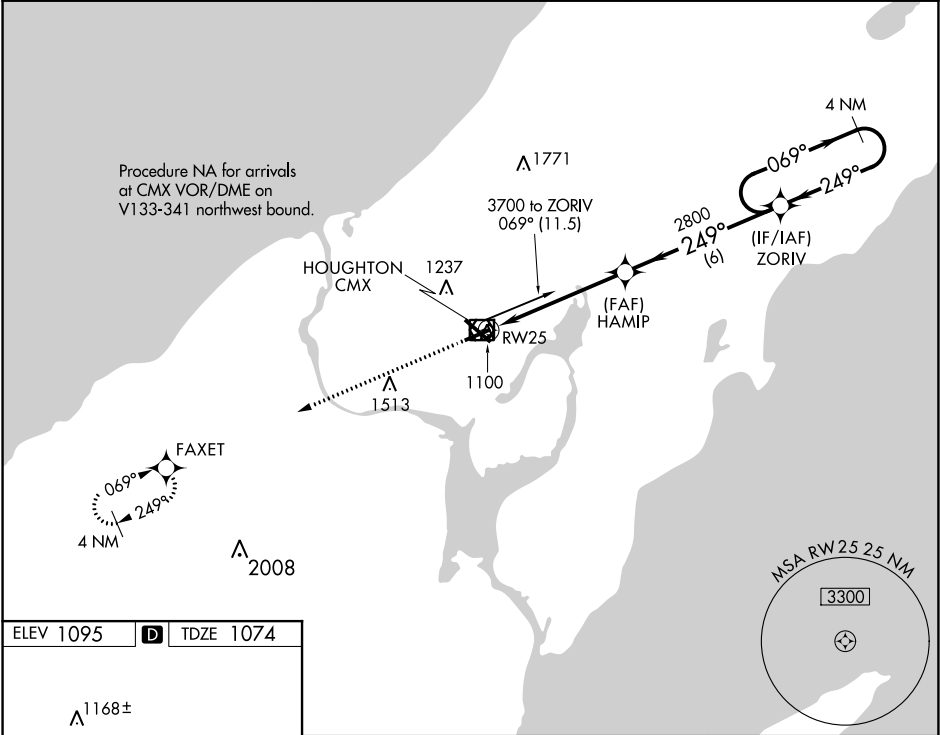 4 NM
069°
249°
1771
Procedure NA for arrivals
at CMX VOR/DME on
V133-341 northwest bound.
3700 to ZORIV
069° (11.5)
2800
249°
(6)
(IF/IAF)
ZORIV
HOUGHTON
CMX
1237
(FAF)
HAMIP
RW25
1100
1513
FAXET
069°
249°
4 NM
2008
MSA RW25 25 NM
3300
ELEV 1095 D TDZE 1074
1168±